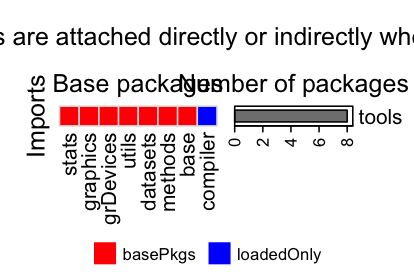 s are attached directly or indirectly whe
Base packages
Number of packages
Imports
tools
stats
graphics
grDevices
utils
datasets
methods
base
compiler
0
2
4
6
8
basePkgs
loadedOnly